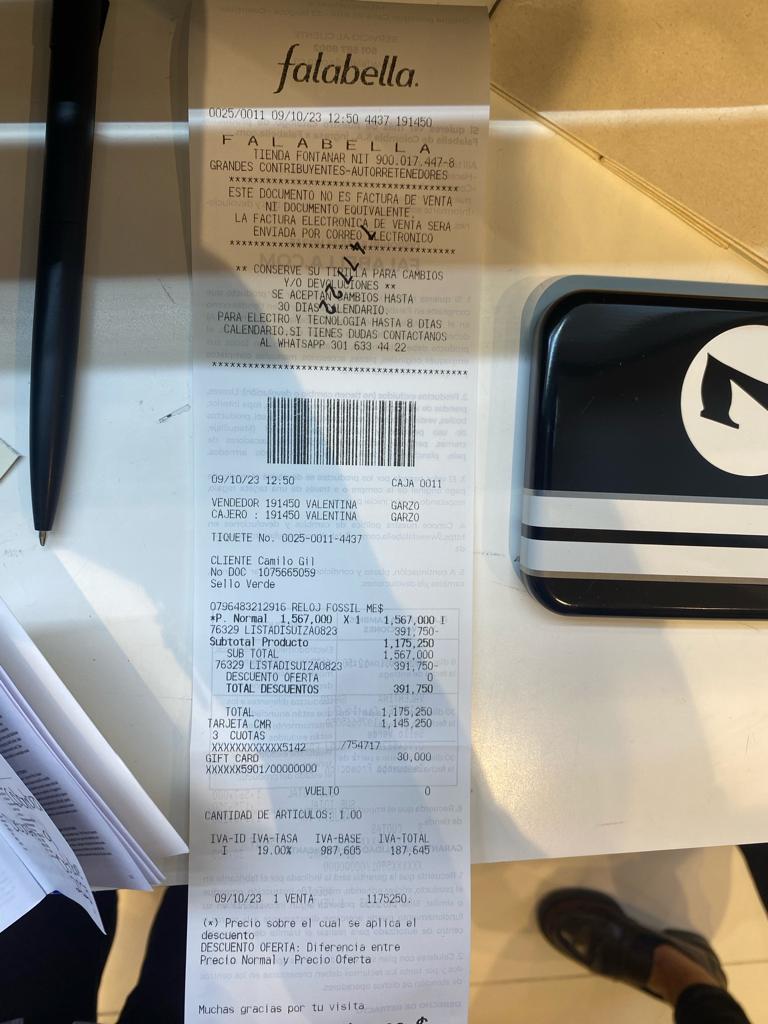 falabella.
0025/0011 09/10/23 12:50 4437 191450
F A L A B E L L A
TIENDA FONTANAR NIT 900.017.447-8
GRANDES CONTRIBUYENTES-AUTORRETENEDORES
****************************************
ESTE DOCUMENTO NO ES FACTURA DE VENTA
NI DOCUMENTO EQUIVALENTE.
LA FACTURA ELECTRONICA DE VENTA SERA
ENVIADA POR CORREO ELECTRONICO
****************************************
** CONSERVE SU TIRILLA PARA CAMBIOS
Y/O DEVOLUCIONES **
SE ACEPTAN CAMBIOS HASTA
30 DIAS CALENDARIO.
PARA ELECTRO Y TECNOLOGIA HASTA 8 DIAS
CALENDARIO.SI TIENES DUDAS CONTACTANOS
AL WHATSAPP 301 633 44 22
****************************************
09/10/23 12:50 CAJA 0011
VENDEDOR 191450 VALENTINA GARZO
CAJERO : 191450 VALENTINA GARZO
TIQUETE No. 0025-0011-4437
CLIENTE Camilo Gil
No DOC 1075665059
Sello Verde
0796483212916 RELOJ FOSSIL ME$
*P. Normal 1,567,000 X 1 1,567,000 I
76329 LISTADISUIZA0823 391,750-
Subtotal Producto 1,175,250
SUB TOTAL 1,567,000
76329 LISTADISUIZA0823 391,750-
DESCUENTO OFERTA 0
TOTAL DESCUENTOS 391,750
TOTAL 1,175,250
TARJETA CMR 1,145,250
3 CUOTAS
XXXXXXXXXXXX5142 /754717
GIFT CARD 30,000
XXXXXX5901/00000000
VUELTO 0
CANTIDAD DE ARTICULOS: 1.00
IVA-ID IVA-TASA IVA-BASE IVA-TOTAL
I 19.00% 987,605 187,645
09/10/23 1 VENTA 1175250.
(*) Precio sobre el cual se aplica el
descuento
DESCUENTO OFERTA: Diferencia entre
Precio Normal y Precio Oferta
Muchas gracias por tu visita
7